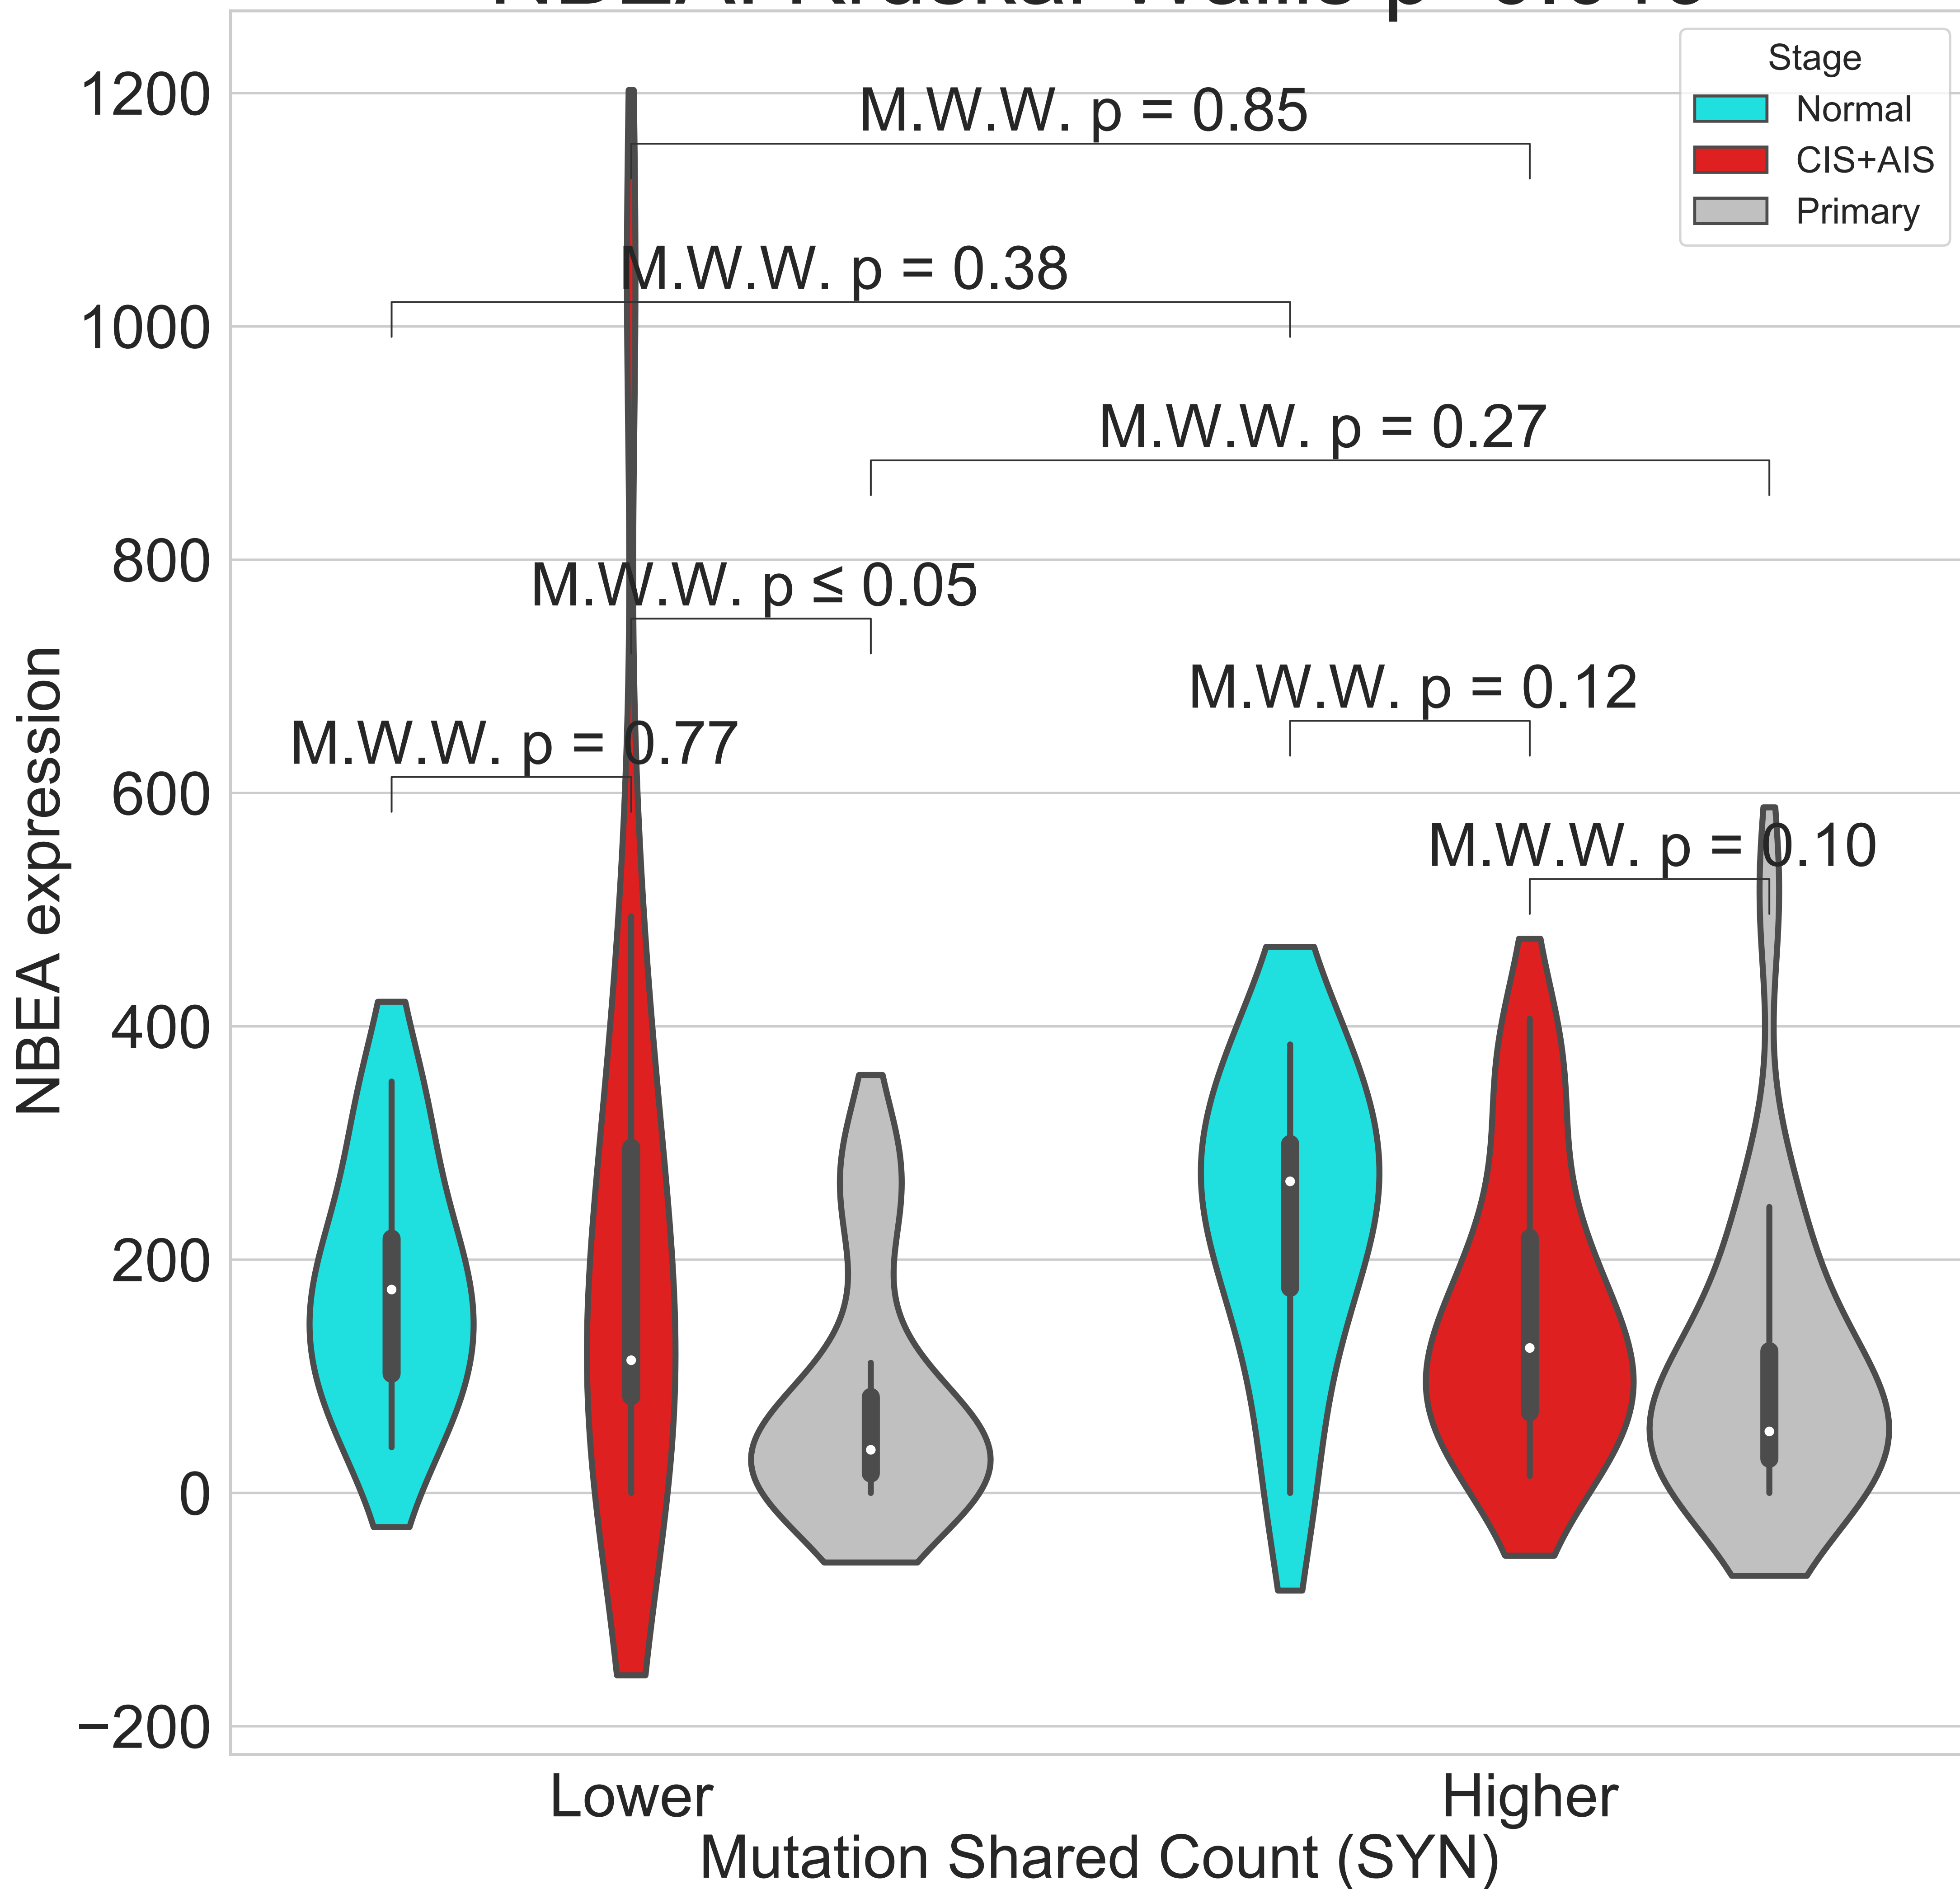 Stage
Normal
CIS+AIS
Primary
M.W.W. p = 0.85
M.W.W. p = 0.38
M.W.W. p = 0.27
M.W.W. p ≤ 0.05
M.W.W. p = 0.12
M.W.W. p = 0.77
M.W.W. p = 0.10
1200
1000
800
600
400
200
0
−200
NBEA expression
Lower
Higher
Mutation Shared Count (SYN)